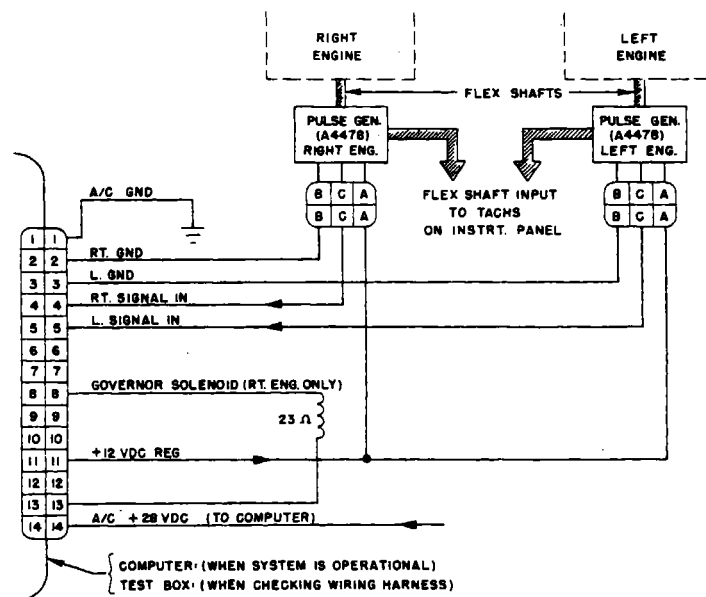 RIGHT
ENGINE
LEFT
ENGINE
FLEX SHAFTS
PULSE GEN.
(A4478)
RIGHT ENG.
PULSE GEN.
(A4478)
LEFT ENG.
B C A
B C A
B C A
B C A
FLEX SHAFT INPUT
TO TACHS
ON INSTRT. PANEL
A/C GND
1 1
2 2 RT. GND
3 3 L. GND
4 4 RT. SIGNAL IN
5 5 L. SIGNAL IN
6 6
7 7
8 8 GOVERNOR SOLENOID (RT. ENG. ONLY)
9 9
23 Ω
10 10
11 11 +12 VDC REG
12 12
13 13
14 14 A/C +28 VDC (TO COMPUTER)
COMPUTER: (WHEN SYSTEM IS OPERATIONAL)
TEST BOX: (WHEN CHECKING WIRING HARNESS)